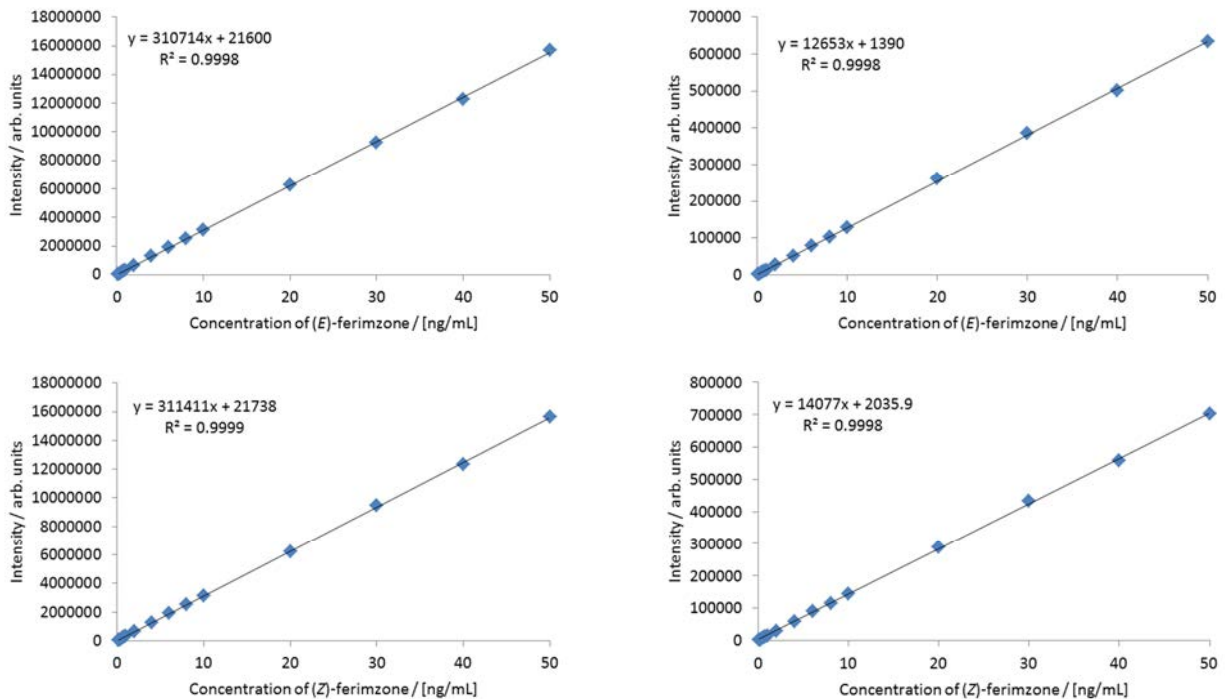 18000000
16000000
14000000
12000000
10000000
8000000
6000000
4000000
2000000
0
Intensity / arb. units
y = 310714x + 21600
R² = 0.9998
0 10 20 30 40 50
Concentration of (E)-ferimzone / [ng/mL]
700000
600000
500000
400000
300000
200000
100000
0
Intensity / arb. units
y = 12653x + 1390
R² = 0.9998
0 10 20 30 40 50
Concentration of (E)-ferimzone / [ng/mL]
18000000
16000000
14000000
12000000
10000000
8000000
6000000
4000000
2000000
0
Intensity / arb. units
y = 311411x + 21738
R² = 0.9999
0 10 20 30 40 50
Concentration of (Z)-ferimzone / [ng/mL]
800000
700000
600000
500000
400000
300000
200000
100000
0
Intensity / arb. units
y = 14077x + 2035.9
R² = 0.9998
0 10 20 30 40 50
Concentration of (Z)-ferimzone / [ng/mL]